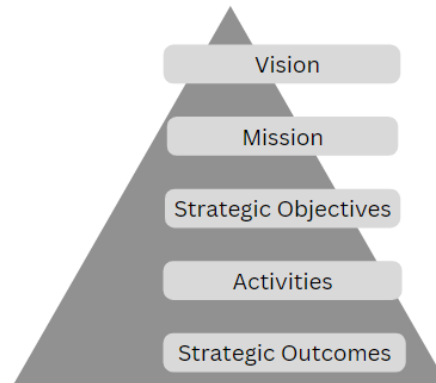 Vision
Mission
Strategic Objectives
Activities
Strategic Outcomes